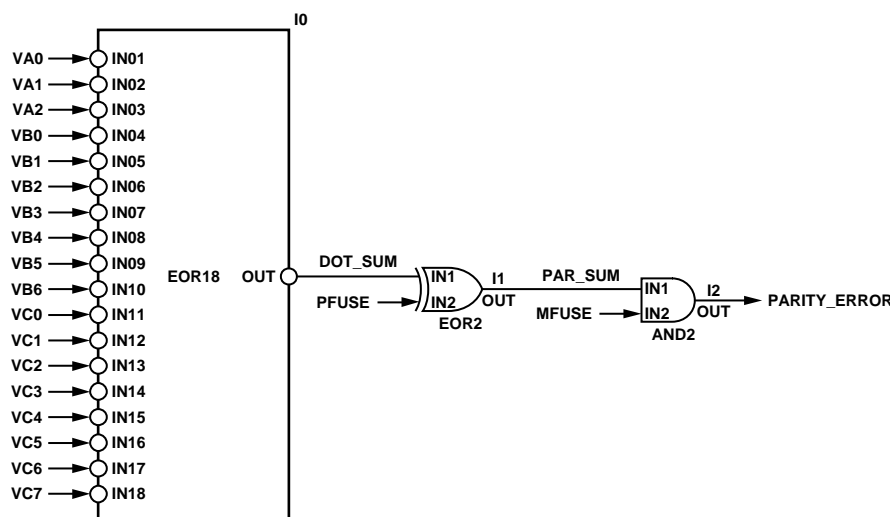 I0
VA0 IN01
VA1 IN02
VA2 IN03
VB0 IN04
VB1 IN05
VB2 IN06
VB3 IN07
VB4 IN08
VB5 IN09
VB6 IN10
VC0 IN11
VC1 IN12
VC2 IN13
VC3 IN14
VC4 IN15
VC5 IN16
VC6 IN17
VC7 IN18
EOR18 OUT
DOT_SUM
PFUSE
IN1
IN2
I1
OUT
EOR2
PAR_SUM
MFUSE
IN1
IN2
I2
OUT
AND2
PARITY_ERROR